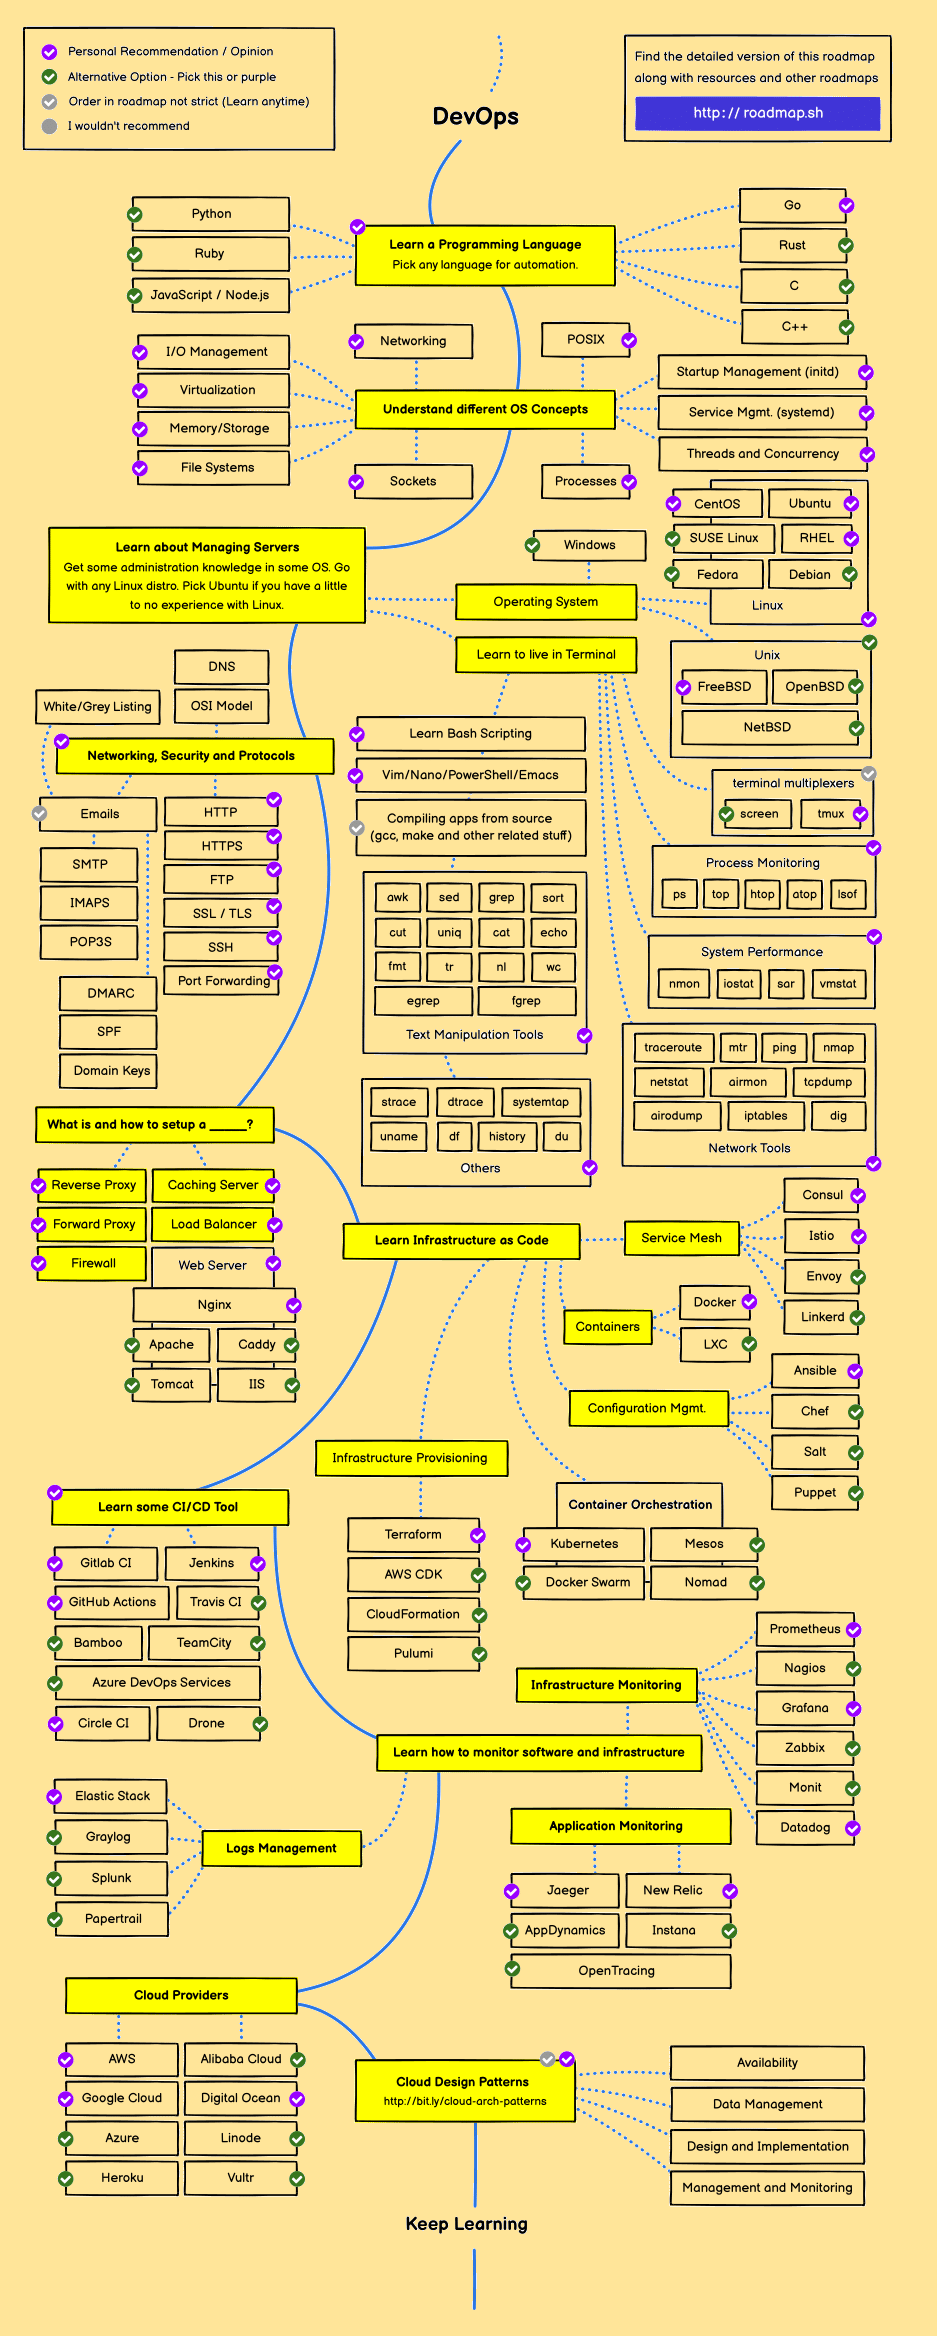 Personal Recommendation / Opinion
Alternative Option - Pick this or purple
Order in roadmap not strict (Learn anytime)
I wouldn't recommend
Find the detailed version of this roadmap
along with resources and other roadmaps
http://roadmap.sh
DevOps
Python
Ruby
JavaScript / Node.js
Learn a Programming Language
Pick any language for automation.
Go
Rust
C
C++
I/O Management
Virtualization
Memory/Storage
File Systems
Networking
POSIX
Understand different OS Concepts
Sockets
Processes
Startup Management (initd)
Service Mgmt. (systemd)
Threads and Concurrency
Learn about Managing Servers
Get some administration knowledge in some OS. Go
with any Linux distro. Pick Ubuntu if you have a little
to no experience with Linux.
Windows
Operating System
Learn to live in Terminal
CentOS
Ubuntu
SUSE Linux
RHEL
Fedora
Debian
Linux
Unix
FreeBSD
OpenBSD
NetBSD
terminal multiplexers
screen
tmux
Process Monitoring
ps
top
htop
atop
lsof
System Performance
nmon
iostat
sar
vmstat
traceroute
mtr
ping
nmap
netstat
airmon
tcpdump
airodump
iptables
dig
Network Tools
Learn Bash Scripting
Vim/Nano/PowerShell/Emacs
Compiling apps from source
(gcc, make and other related stuff)
awk
sed
grep
sort
cut
uniq
cat
echo
fmt
tr
nl
wc
egrep
fgrep
Text Manipulation Tools
strace
dtrace
systemtap
uname
df
history
du
Others
DNS
White/Grey Listing
OSI Model
Networking, Security and Protocols
Emails
SMTP
IMAPS
POP3S
DMARC
SPF
Domain Keys
HTTP
HTTPS
FTP
SSL / TLS
SSH
Port Forwarding
What is and how to setup a ______?
Reverse Proxy
Caching Server
Forward Proxy
Load Balancer
Firewall
Web Server
Nginx
Apache
Caddy
Tomcat
IIS
Learn Infrastructure as Code
Service Mesh
Consul
Istio
Envoy
Linkerd
Containers
Docker
LXC
Configuration Mgmt.
Ansible
Chef
Salt
Puppet
Infrastructure Provisioning
Terraform
AWS CDK
CloudFormation
Pulumi
Container Orchestration
Kubernetes
Mesos
Docker Swarm
Nomad
Learn some CI/CD Tool
Gitlab CI
Jenkins
GitHub Actions
Travis CI
Bamboo
TeamCity
Azure DevOps Services
Circle CI
Drone
Infrastructure Monitoring
Prometheus
Nagios
Grafana
Zabbix
Monit
Datadog
Learn how to monitor software and infrastructure
Elastic Stack
Graylog
Splunk
Papertrail
Logs Management
Application Monitoring
Jaeger
New Relic
AppDynamics
Instana
OpenTracing
Cloud Providers
AWS
Alibaba Cloud
Google Cloud
Digital Ocean
Azure
Linode
Heroku
Vultr
Cloud Design Patterns
http://bit.ly/cloud-arch-patterns
Availability
Data Management
Design and Implementation
Management and Monitoring
Keep Learning